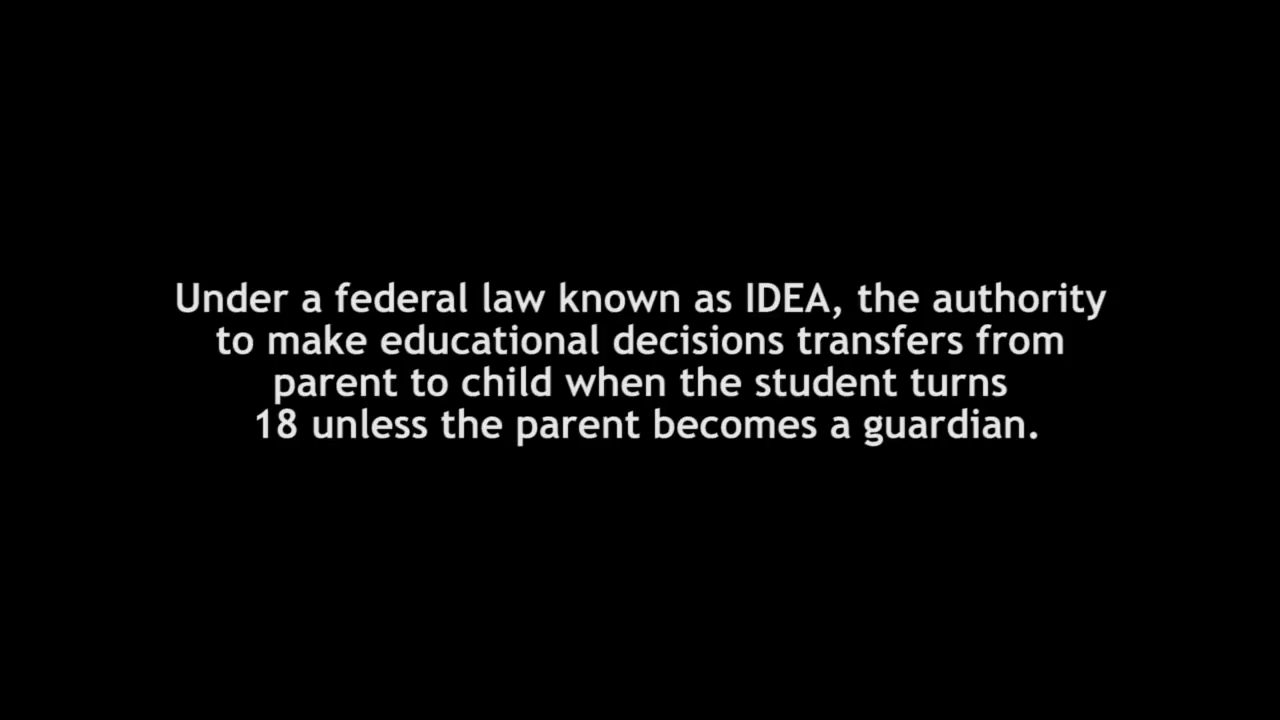 Under a federal law known as IDEA, the authority
to make educational decisions transfers from
parent to child when the student turns
18 unless the parent becomes a guardian.